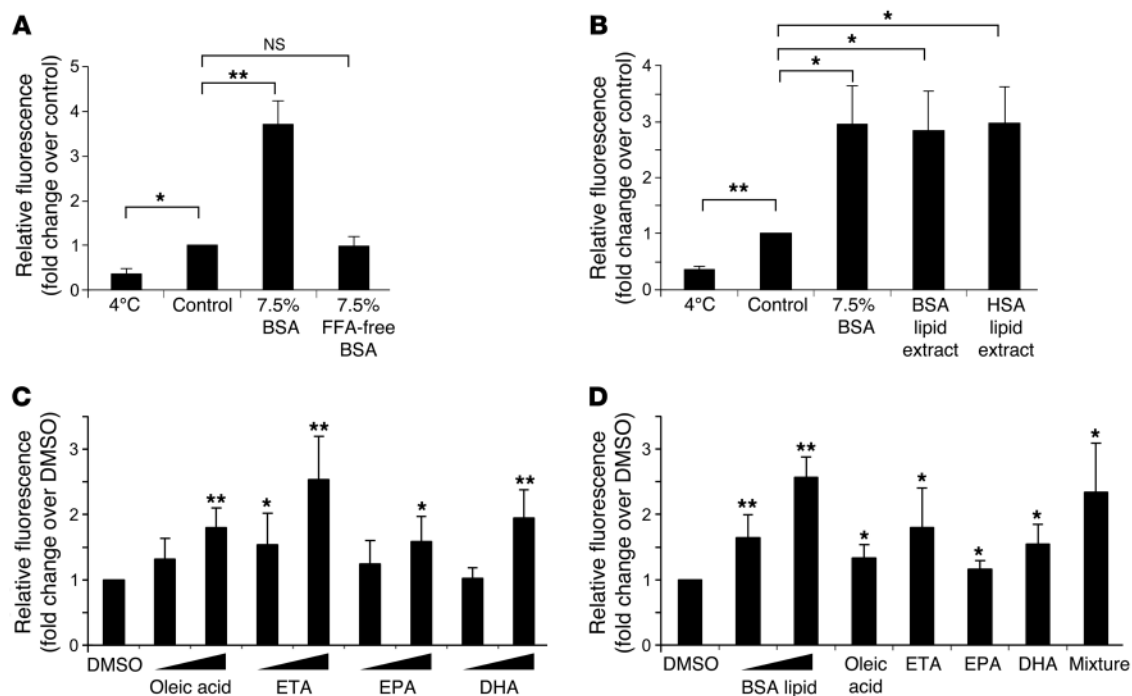 A
Relative fluorescence
(fold change over control)
5
4
3
2
1
0
NS
**
*
4°C
Control
7.5%
BSA
7.5%
FFA-free
BSA
B
Relative fluorescence
(fold chaange over control)
4
3
2
1
0
*
*
*
**
4°C
Control
7.5%
BSA
BSA
lipid
extract
HSA
lipid
extract
C
Relative fluorescence
(fold change over DMSO)
3
2
1
0
**
*
**
*
**
DMSO
Oleic acid
ETA
EPA
DHA
D
Relative fluorescence
(fold change over DMSO)
3
2
1
0
**
**
*
*
*
*
*
DMSO
BSA lipid
Oleic
acid
ETA
EPA
DHA
Mixture